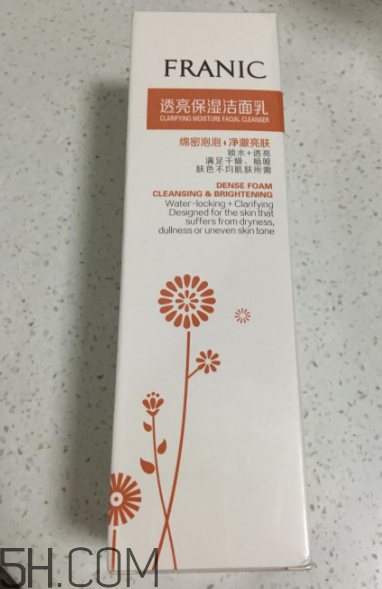 FRANIC
透亮保湿洁面乳
CLARIFYING MOISTURE FACIAL CLEANSER
绵密泡泡 净澈亮肤
锁水+透亮
满足干燥、黯哑
肤色不均肌肤所需
DENSE FOAM
CLEANSING & BRIGHTENING
Water-locking + Clarifying
Designed for the skin that
suffers from dryness,
dullness or uneven skin tone
5H.COM